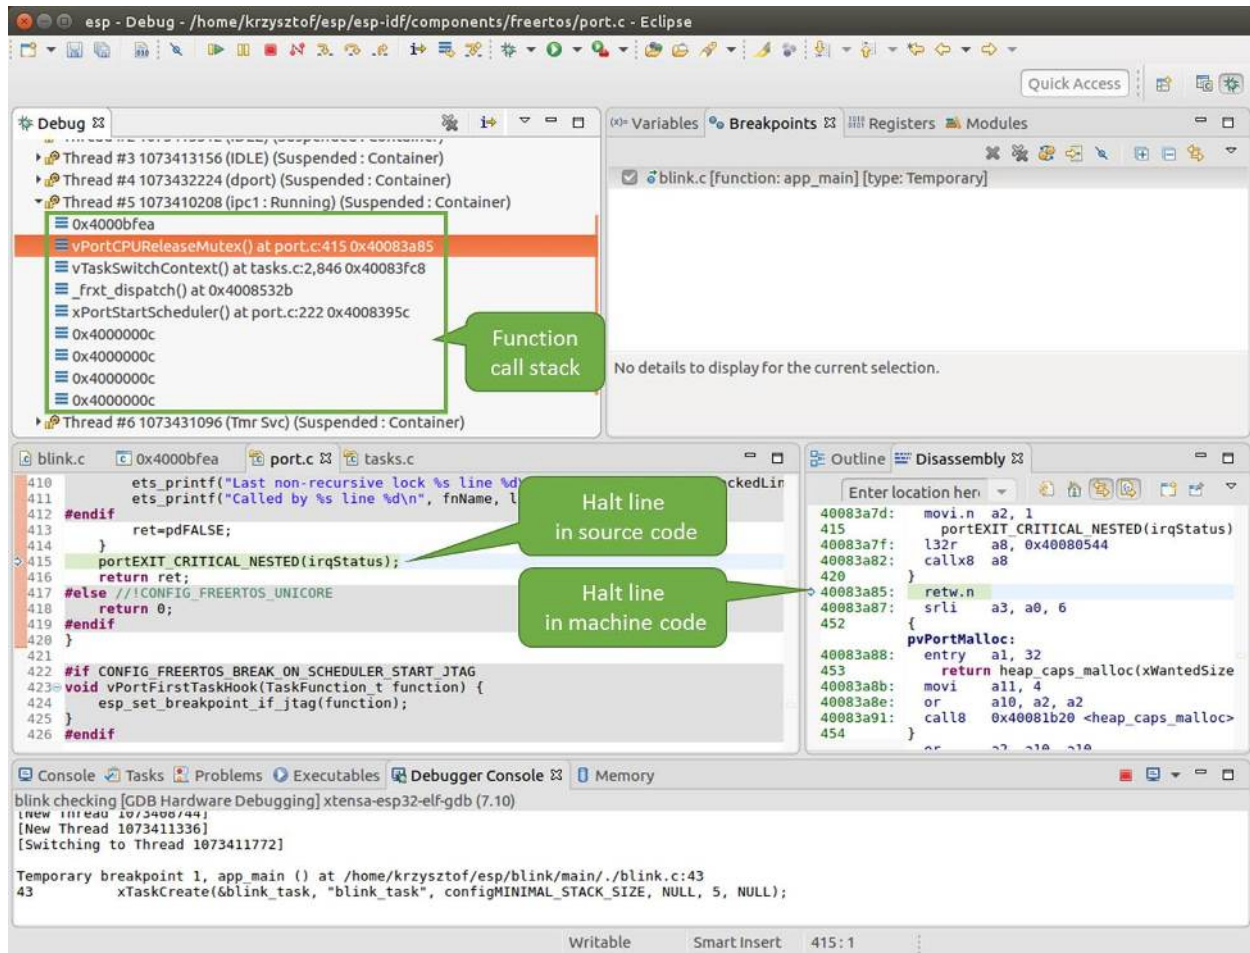 esp - Debug - /home/krzysztof/esp/esp-idf/components/freertos/port.c - Eclipse
Quick Access
Debug
Thread #3 1073413156 (IDLE) (Suspended : Container)
Thread #4 1073432224 (dport) (Suspended : Container)
Thread #5 1073410208 (ipc1 : Running) (Suspended : Container)
0x4000bfea
vPortCPUReleaseMutex() at port.c:415 0x40083a85
vTaskSwitchContext() at tasks.c:2,846 0x40083fc8
_frxt_dispatch() at 0x4008532b
xPortStartScheduler() at port.c:222 0x4008395c
0x4000000c
0x4000000c
0x4000000c
0x4000000c
Thread #6 1073431096 (Tmr Svc) (Suspended : Container)
Function
call stack
(x)= Variables Breakpoints Registers Modules
blink.c [function: app_main] [type: Temporary]
No details to display for the current selection.
blink.c 0x4000bfea port.c tasks.c
410 ets_printf("Last non-recursive lock %s line %d ckedLin
411 ets_printf("Called by %s line %d\n", fnName, l
412 #endif
413 ret=pdFALSE;
414 }
415 portEXIT_CRITICAL_NESTED(irqStatus);
416 return ret;
417 #else //!CONFIG_FREERTOS_UNICORE
418 return 0;
419 #endif
420 }
421
422 #if CONFIG_FREERTOS_BREAK_ON_SCHEDULER_START_JTAG
423 void vPortFirstTaskHook(TaskFunction_t function) {
424 esp_set_breakpoint_if_jtag(function);
425 }
426 #endif
Halt line
in source code
Halt line
in machine code
Outline Disassembly
Enter location her
40083a7d: movi.n a2, 1
415 portEXIT_CRITICAL_NESTED(irqStatus)
40083a7f: l32r a8, 0x40080544
40083a82: callx8 a8
420 }
40083a85: retw.n
40083a87: srli a3, a0, 6
452 {
pvPortMalloc:
40083a88: entry a1, 32
453 return heap_caps_malloc(xWantedSize
40083a8b: movi a11, 4
40083a8e: or a10, a2, a2
40083a91: call8 0x40081b20 <heap_caps_malloc>
454 }
or a2, a10, a10
Console Tasks Problems Executables Debugger Console Memory
blink checking [GDB Hardware Debugging] xtensa-esp32-elf-gdb (7.10)
[New Thread 1073408744]
[New Thread 1073411336]
[Switching to Thread 1073411772]
Temporary breakpoint 1, app_main () at /home/krzysztof/esp/blink/main/./blink.c:43
43 xTaskCreate(&blink_task, "blink_task", configMINIMAL_STACK_SIZE, NULL, 5, NULL);
Writable Smart Insert 415 : 1